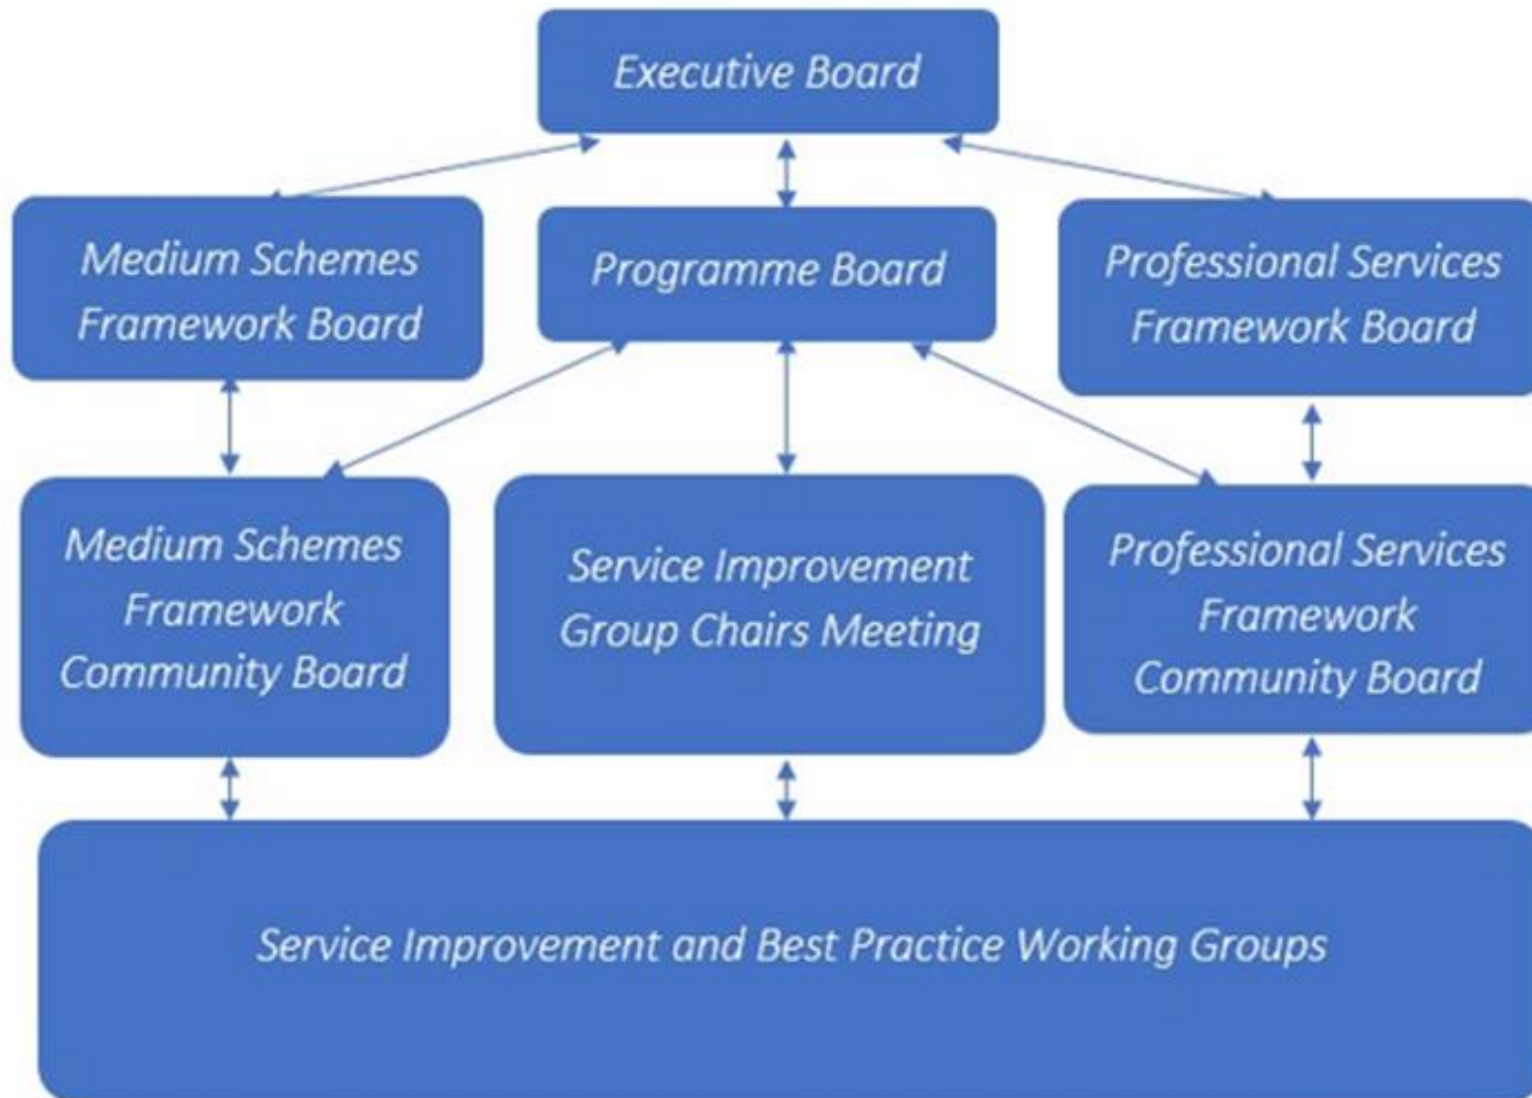 Executive Board
Medium Schemes
Framework Board
Programme Board
Professional Services
Framework Board
Medium Schemes
Framework
Community Board
Service Improvement
Group Chairs Meeting
Professional Services
Framework
Community Board
Service Improvement and Best Practice Working Groups